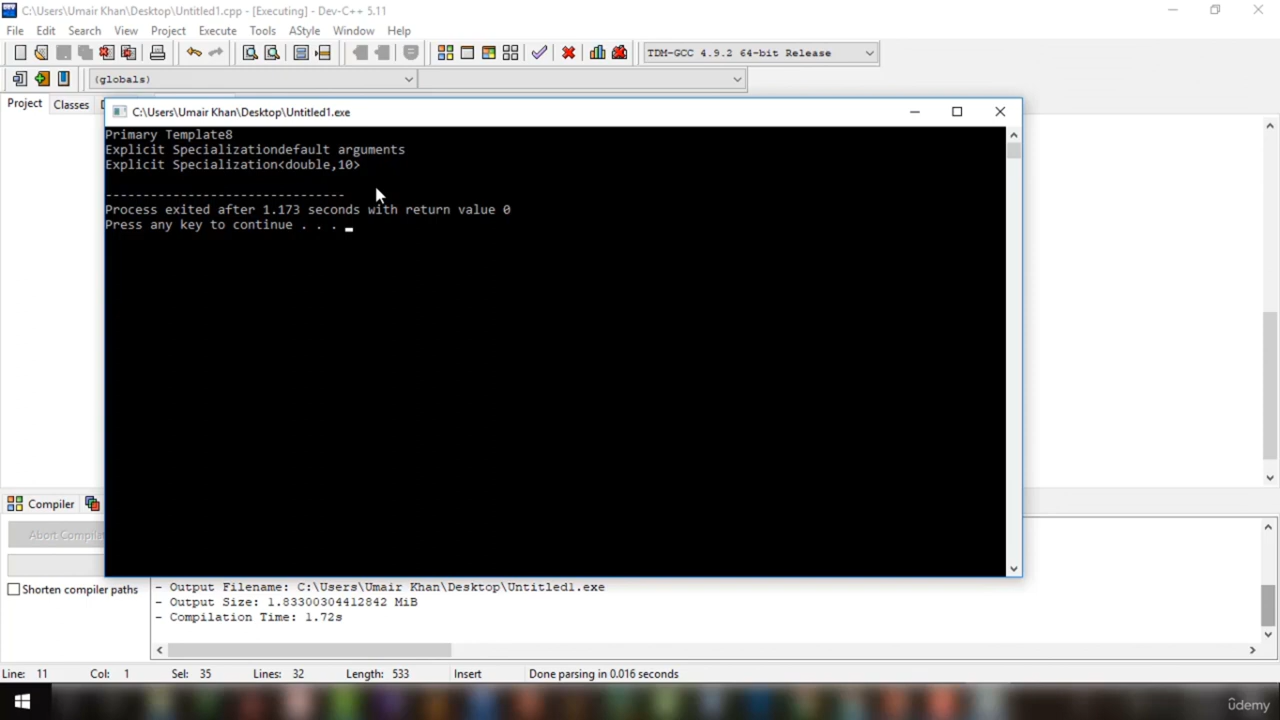 C:\Users\Umair Khan\Desktop\Untitled1.cpp - [Executing] - Dev-C++ 5.11
File Edit Search View Project Execute Tools AStyle Window Help
TDM-GCC 4.9.2 64-bit Release
(globals)
Project Classes D
C:\Users\Umair Khan\Desktop\Untitled1.exe
Primary Template8
Explicit Specializationdefault arguments
Explicit Specialization<double,10>
--------------------------------
Process exited after 1.173 seconds with return value 0
Press any key to continue . . .
Compiler
Abort Compila
- Output Filename: C:\Users\Umair Khan\Desktop\Untitled1.exe
Shorten compiler paths
- Output Size: 1.83300304412842 MiB
- Compilation Time: 1.72s
Line: 11 Col: 1 Sel: 35 Lines: 32 Length: 533 Insert Done parsing in 0.016 seconds
ûdemy